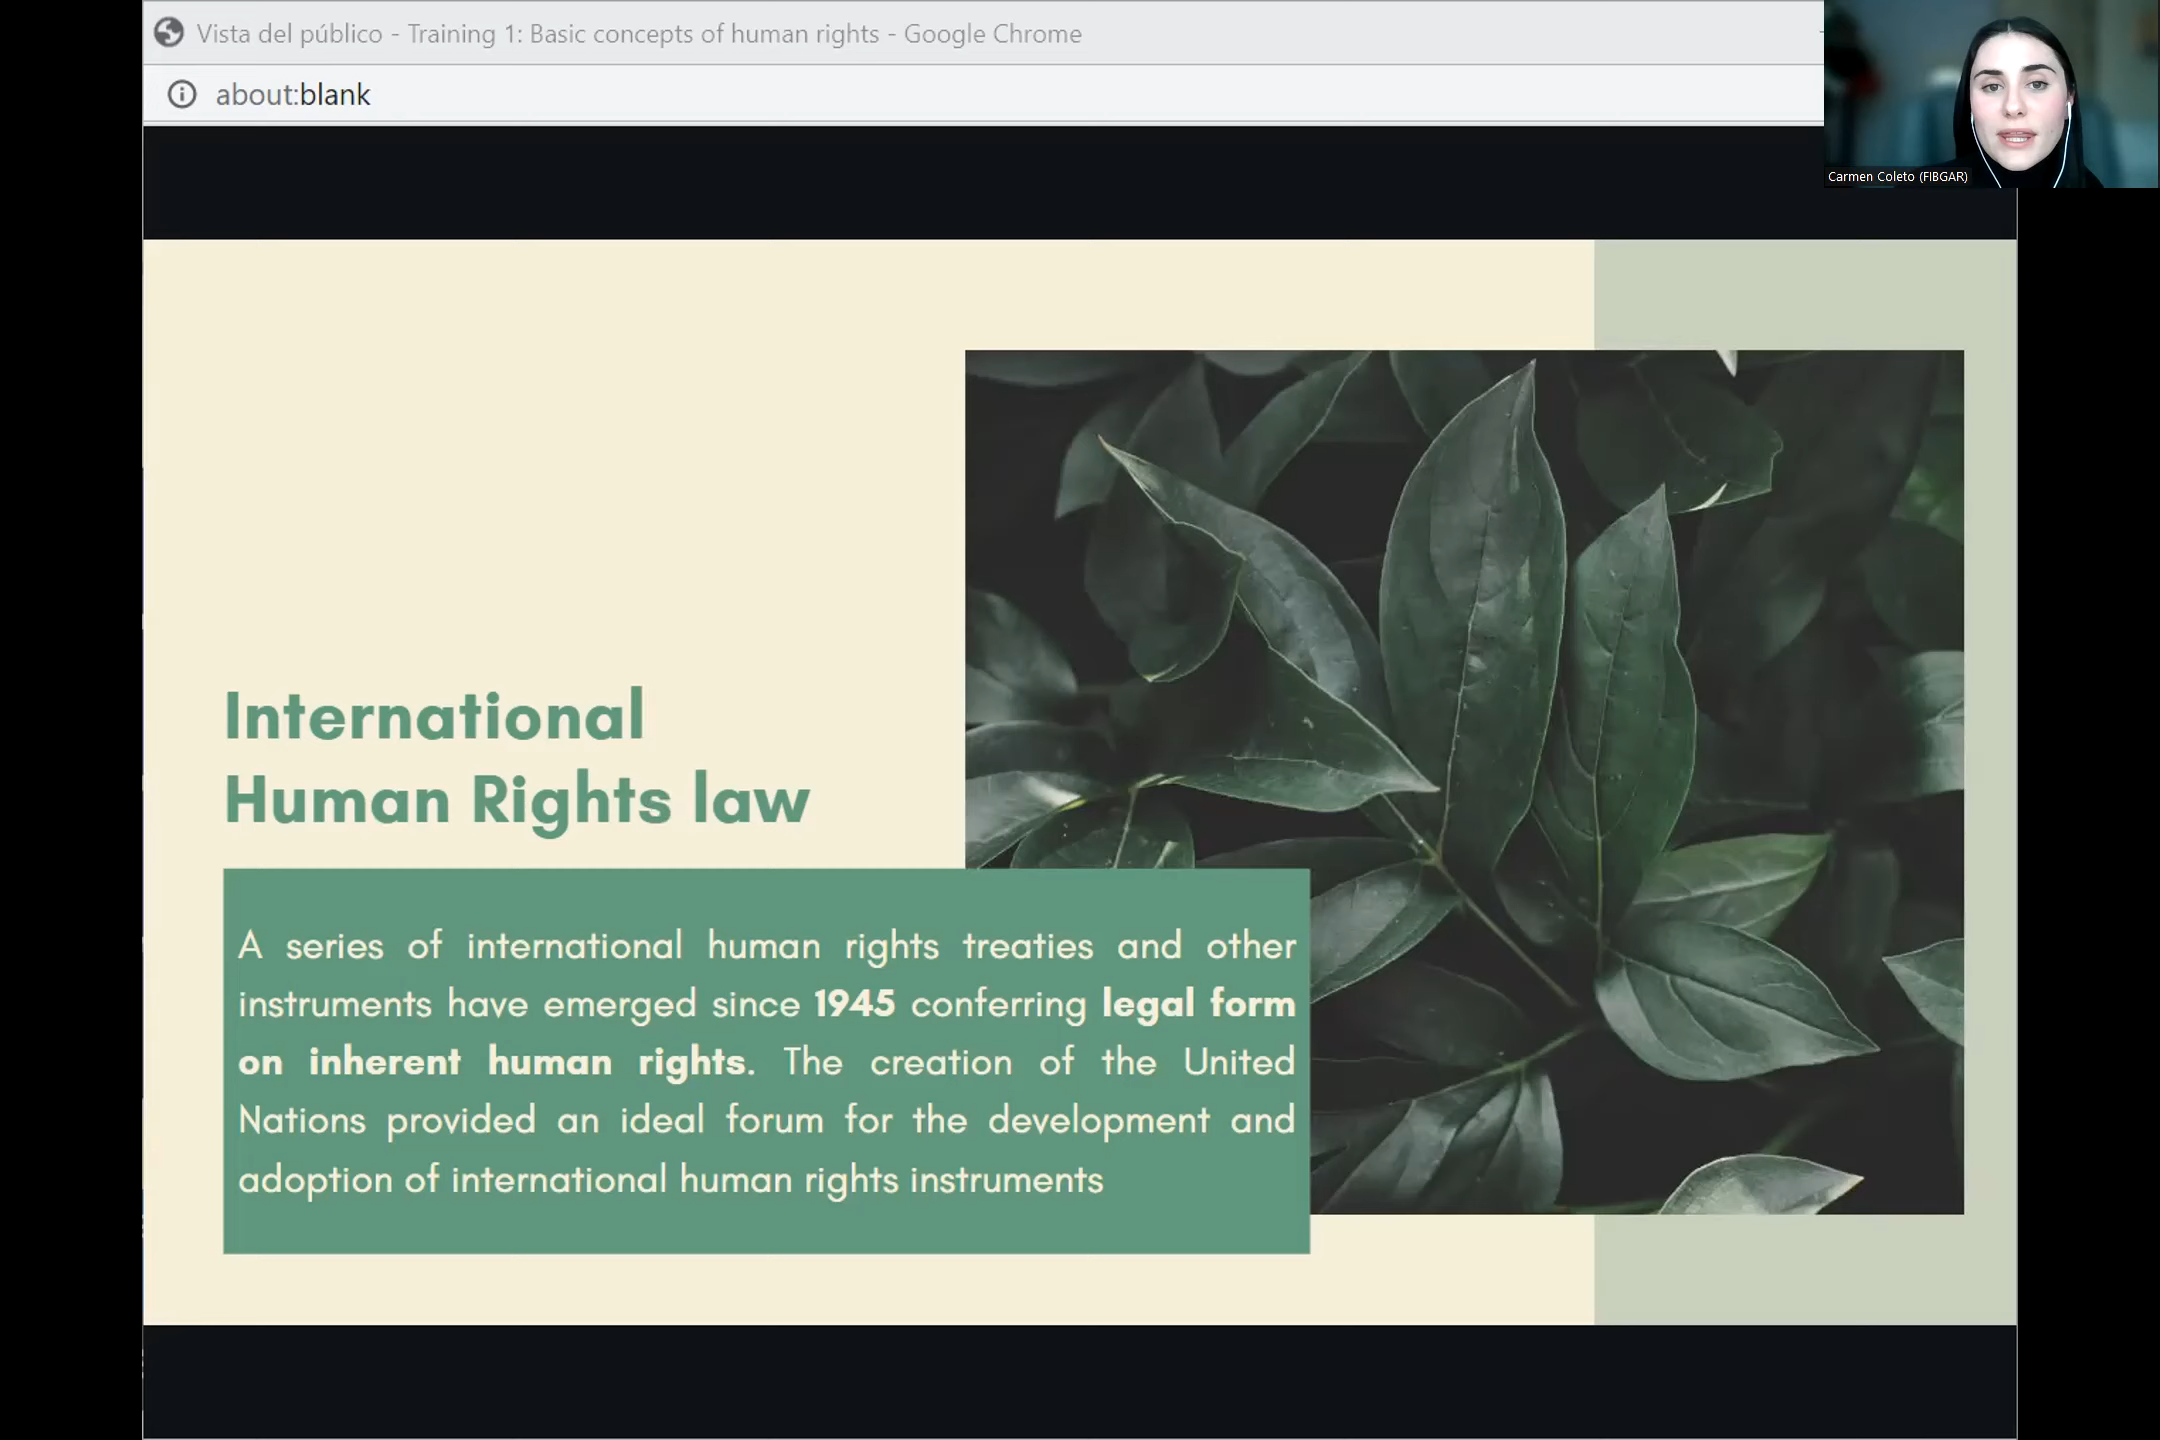 Vista del público - Training 1: Basic concepts of human rights - Google Chrome
about:blank
Carmen Coleto (FIBGAR)
International
Human Rights law
A series of international human rights treaties and other
instruments have emerged since 1945 conferring legal form
on inherent human rights. The creation of the United
Nations provided an ideal forum for the development and
adoption of international human rights instruments